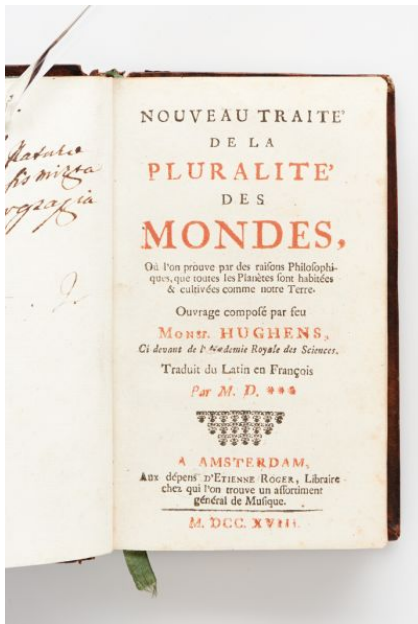 NOUVEAU TRAITE'
DE LA
PLURALITE'
DES
MONDES,
Où l'on prouve par des raisons Philosophi-
ques, que toutes les Planètes sont habitées
& cultivées comme notre Terre.
Ouvrage composé par feu
Monsr. HUGHENS,
Ci devant de l'Academie Royale des Sciences.
Traduit du Latin en François
Par M. D. ***
A AMSTERDAM,
Aux dépens d'Etienne Roger, Libraire
chez qui l'on trouve un assortiment
général de Musique.
M. DCC. XVIII.